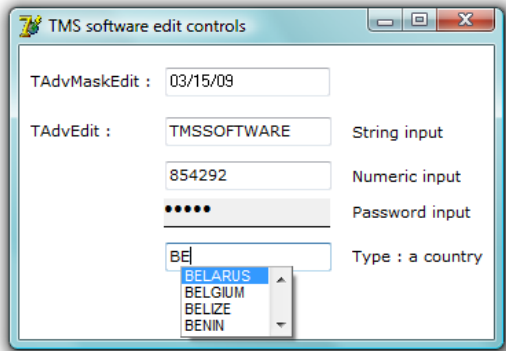 TMS software edit controls
TAdvMaskEdit : 03/15/09
TAdvEdit : TMSSOFTWARE String input
854292 Numeric input
••••• Password input
BE Type : a country
BELARUS
BELGIUM
BELIZE
BENIN